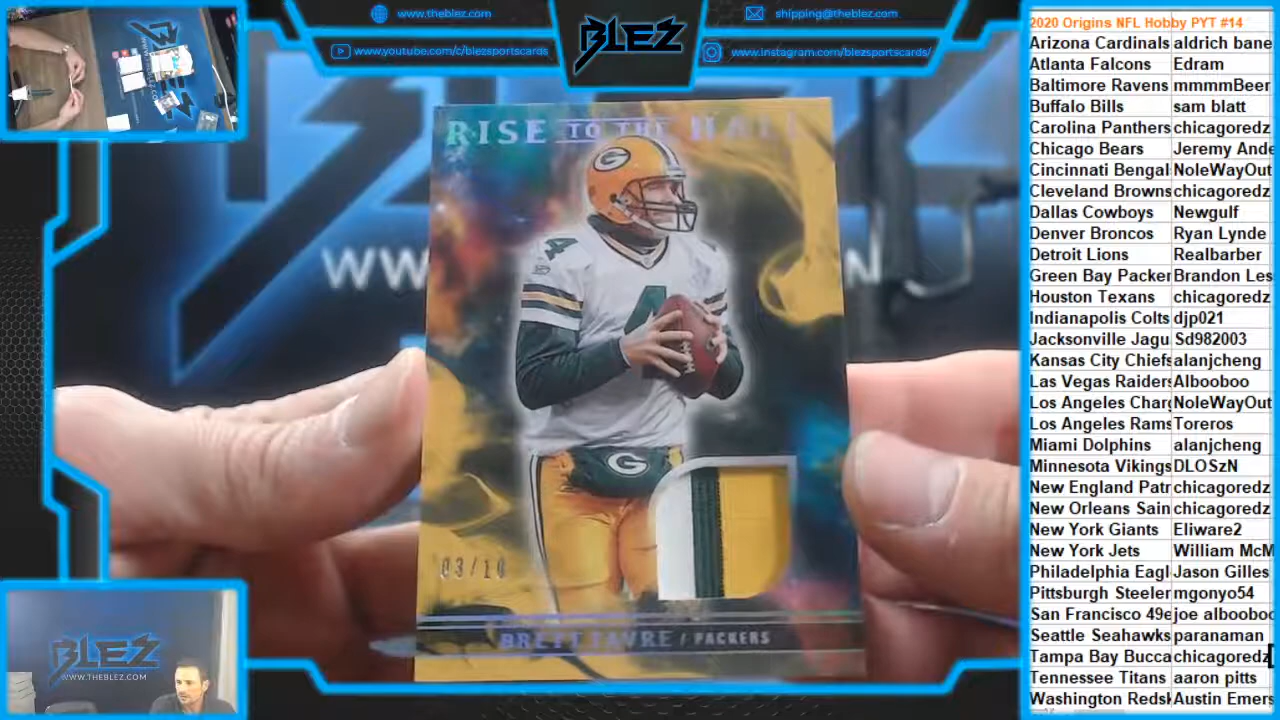 www.theblez.com
www.youtube.com/c/blezsportscards
BLEZ
shipping@theblez.com
www.instagram.com/blezsportscards/
RISE TO THE HALL
4
4
G
G
03/10
BRETT FAVRE / PACKERS
BLEZ
WWW.THEBLEZ.COM
2020 Origins NFL Hobby PYT #14
Arizona Cardinals aldrich bane
Atlanta Falcons Edram
Baltimore Ravens mmmmBeer
Buffalo Bills sam blatt
Carolina Panthers chicagoredz
Chicago Bears Jeremy Ande
Cincinnati Bengal NoleWayOut
Cleveland Browns chicagoredz
Dallas Cowboys Newgulf
Denver Broncos Ryan Lynde
Detroit Lions Realbarber
Green Bay Packer Brandon Les
Houston Texans chicagoredz
Indianapolis Colts djp021
Jacksonville Jagu Sd982003
Kansas City Chiefs alanjcheng
Las Vegas Raiders Albooboo
Los Angeles Charg NoleWayOut
Los Angeles Rams Toreros
Miami Dolphins alanjcheng
Minnesota Vikings DLOSzN
New England Patr chicagoredz
New Orleans Sain chicagoredz
New York Giants Eliware2
New York Jets William McM
Philadelphia Eagl Jason Gilles
Pittsburgh Steeler mgonyo54
San Francisco 49e joe alboobo
Seattle Seahawks paranaman
Tampa Bay Bucca chicagoredz
Tennessee Titans aaron pitts
Washington Redsk Austin Emers